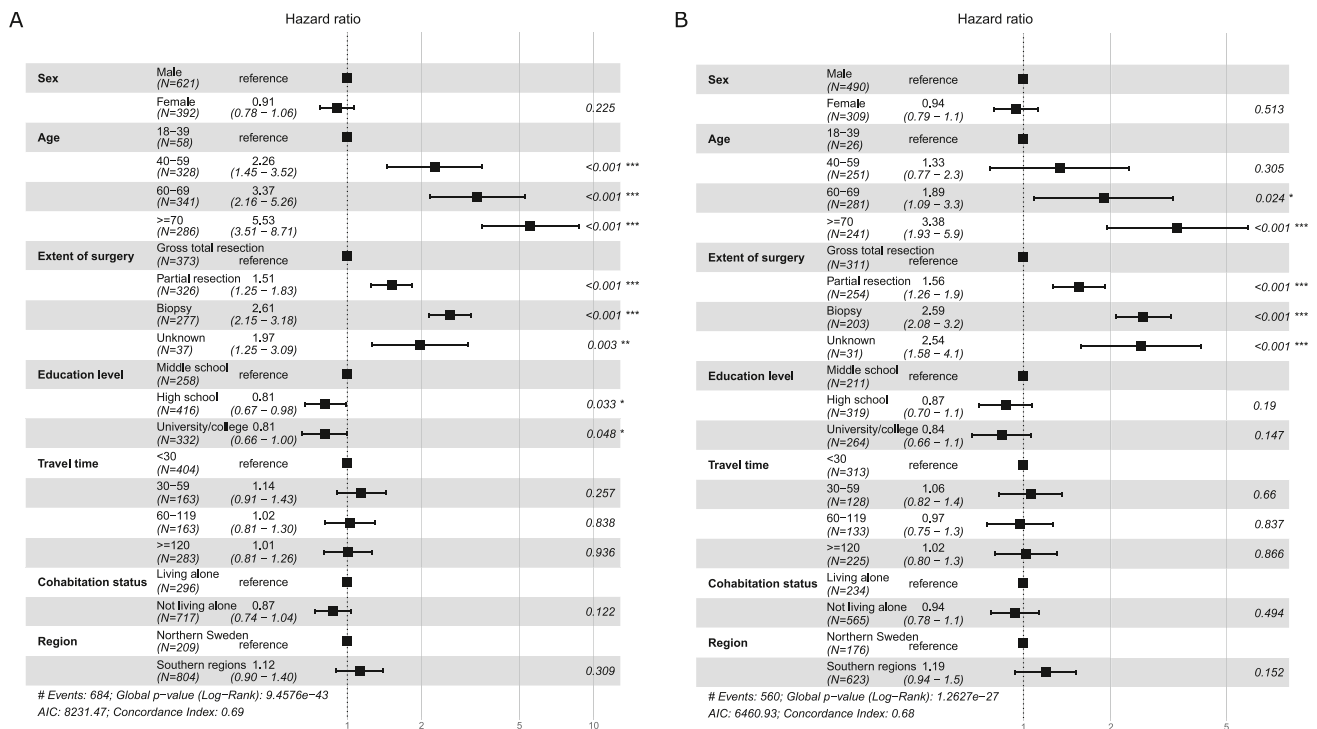 A
Hazard ratio
Sex
Male
(N=621)
reference
Female
(N=392)
0.91
(0.78 − 1.06)
0.225
Age
18−39
(N=58)
reference
40−59
(N=328)
2.26
(1.45 − 3.52)
<0.001 ***
60−69
(N=341)
3.37
(2.16 − 5.26)
<0.001 ***
>=70
(N=286)
5.53
(3.51 − 8.71)
<0.001 ***
Extent of surgery
Gross total resection
(N=373)
reference
Partial resection
(N=326)
1.51
(1.25 − 1.83)
<0.001 ***
Biopsy
(N=277)
2.61
(2.15 − 3.18)
<0.001 ***
Unknown
(N=37)
1.97
(1.25 − 3.09)
0.003 **
Education level
Middle school
(N=258)
reference
High school
(N=416)
0.81
(0.67 − 0.98)
0.033 *
University/college
(N=332)
0.81
(0.66 − 1.00)
0.048 *
Travel time
<30
(N=404)
reference
30−59
(N=163)
1.14
(0.91 − 1.43)
0.257
60−119
(N=163)
1.02
(0.81 − 1.30)
0.838
>=120
(N=283)
1.01
(0.81 − 1.26)
0.936
Cohabitation status
Living alone
(N=296)
reference
Not living alone
(N=717)
0.87
(0.74 − 1.04)
0.122
Region
Northern Sweden
(N=209)
reference
Southern regions
(N=804)
1.12
(0.90 − 1.40)
0.309
# Events: 684; Global p−value (Log−Rank): 9.4576e−43
AIC: 8231.47; Concordance Index: 0.69
1 2 5 10
B
Hazard ratio
Sex
Male
(N=490)
reference
Female
(N=309)
0.94
(0.79 − 1.1)
0.513
Age
18−39
(N=26)
reference
40−59
(N=251)
1.33
(0.77 − 2.3)
0.305
60−69
(N=281)
1.89
(1.09 − 3.3)
0.024 *
>=70
(N=241)
3.38
(1.93 − 5.9)
<0.001 ***
Extent of surgery
Gross total resection
(N=311)
reference
Partial resection
(N=254)
1.56
(1.26 − 1.9)
<0.001 ***
Biopsy
(N=203)
2.59
(2.08 − 3.2)
<0.001 ***
Unknown
(N=31)
2.54
(1.58 − 4.1)
<0.001 ***
Education level
Middle school
(N=211)
reference
High school
(N=319)
0.87
(0.70 − 1.1)
0.19
University/college
(N=264)
0.84
(0.66 − 1.1)
0.147
Travel time
<30
(N=313)
reference
30−59
(N=128)
1.06
(0.82 − 1.4)
0.66
60−119
(N=133)
0.97
(0.75 − 1.3)
0.837
>=120
(N=225)
1.02
(0.80 − 1.3)
0.866
Cohabitation status
Living alone
(N=234)
reference
Not living alone
(N=565)
0.94
(0.78 − 1.1)
0.494
Region
Northern Sweden
(N=176)
reference
Southern regions
(N=623)
1.19
(0.94 − 1.5)
0.152
# Events: 560; Global p−value (Log−Rank): 1.2627e−27
AIC: 6460.93; Concordance Index: 0.68
1 2 5